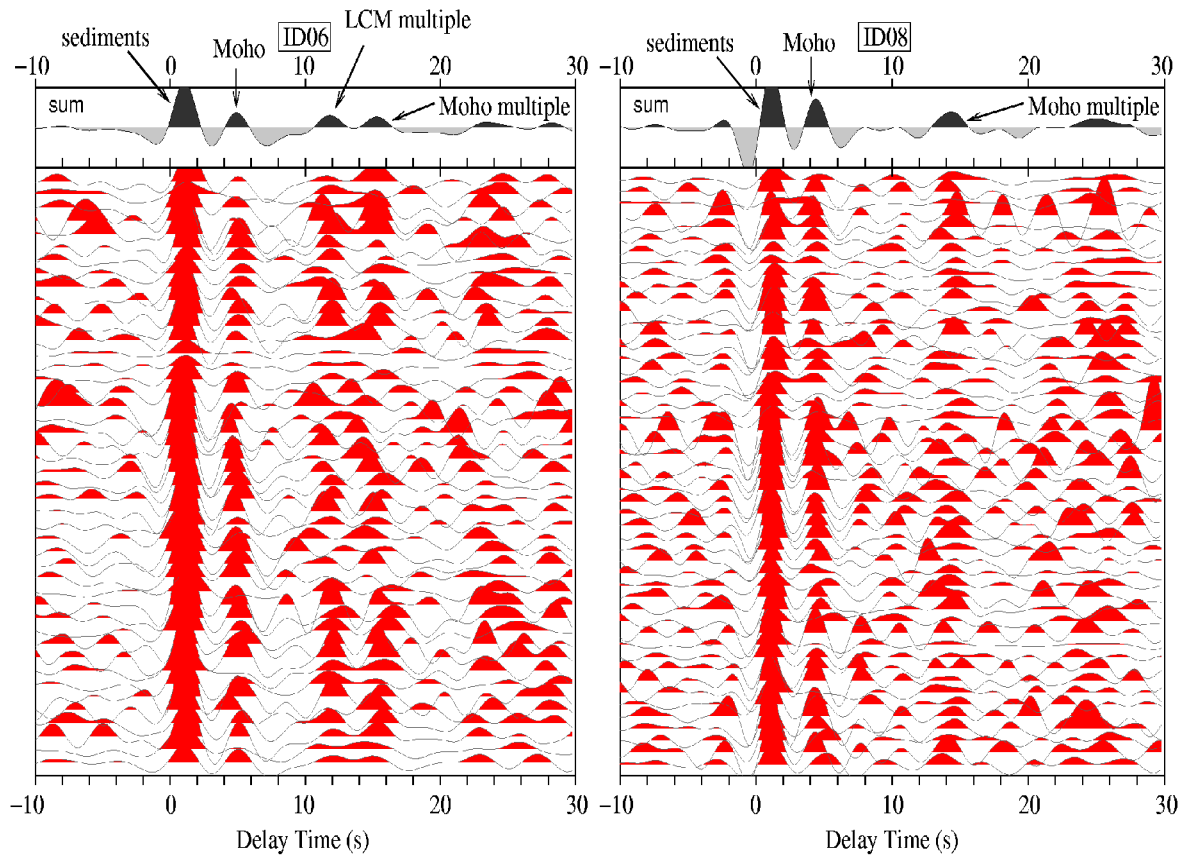 LCM multiple
sediments
Moho
ID06
−10 0 10 20 30
sum
Moho multiple
−10 0 10 20 30
Delay Time (s)
sediments
Moho
ID08
−10 0 10 20 30
sum
Moho multiple
−10 0 10 20 30
Delay Time (s)